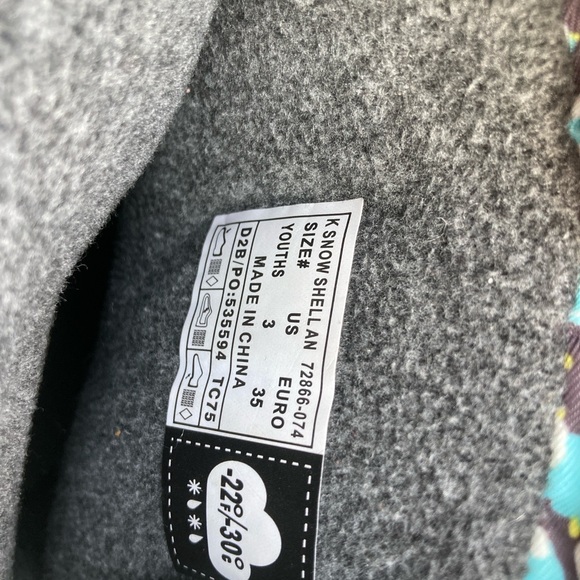 K SNOW SHELL AN 72866-074
SIZE# US EURO
YOUTHS 3 35
MADE IN CHINA
D2B/PO:535594 TC75
-22°F/-30°C